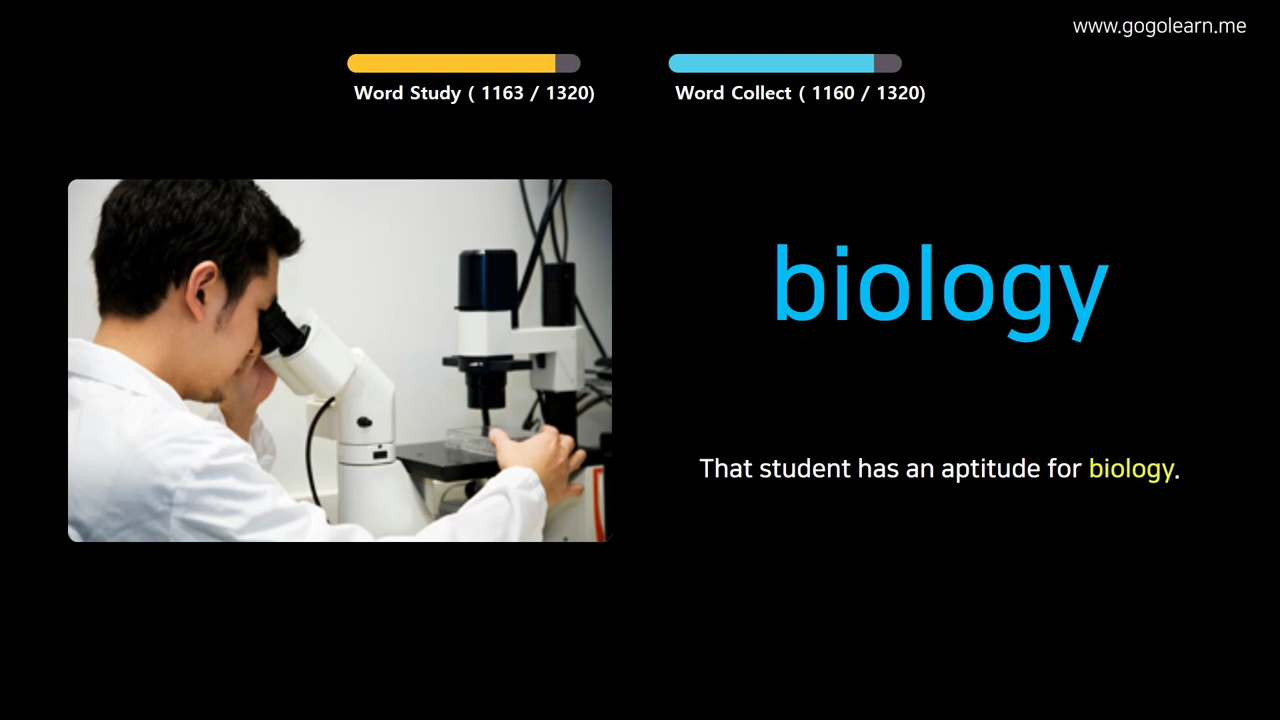 www.gogolearn.me
Word Study ( 1163 / 1320)
Word Collect ( 1160 / 1320)
biology
That student has an aptitude for biology.